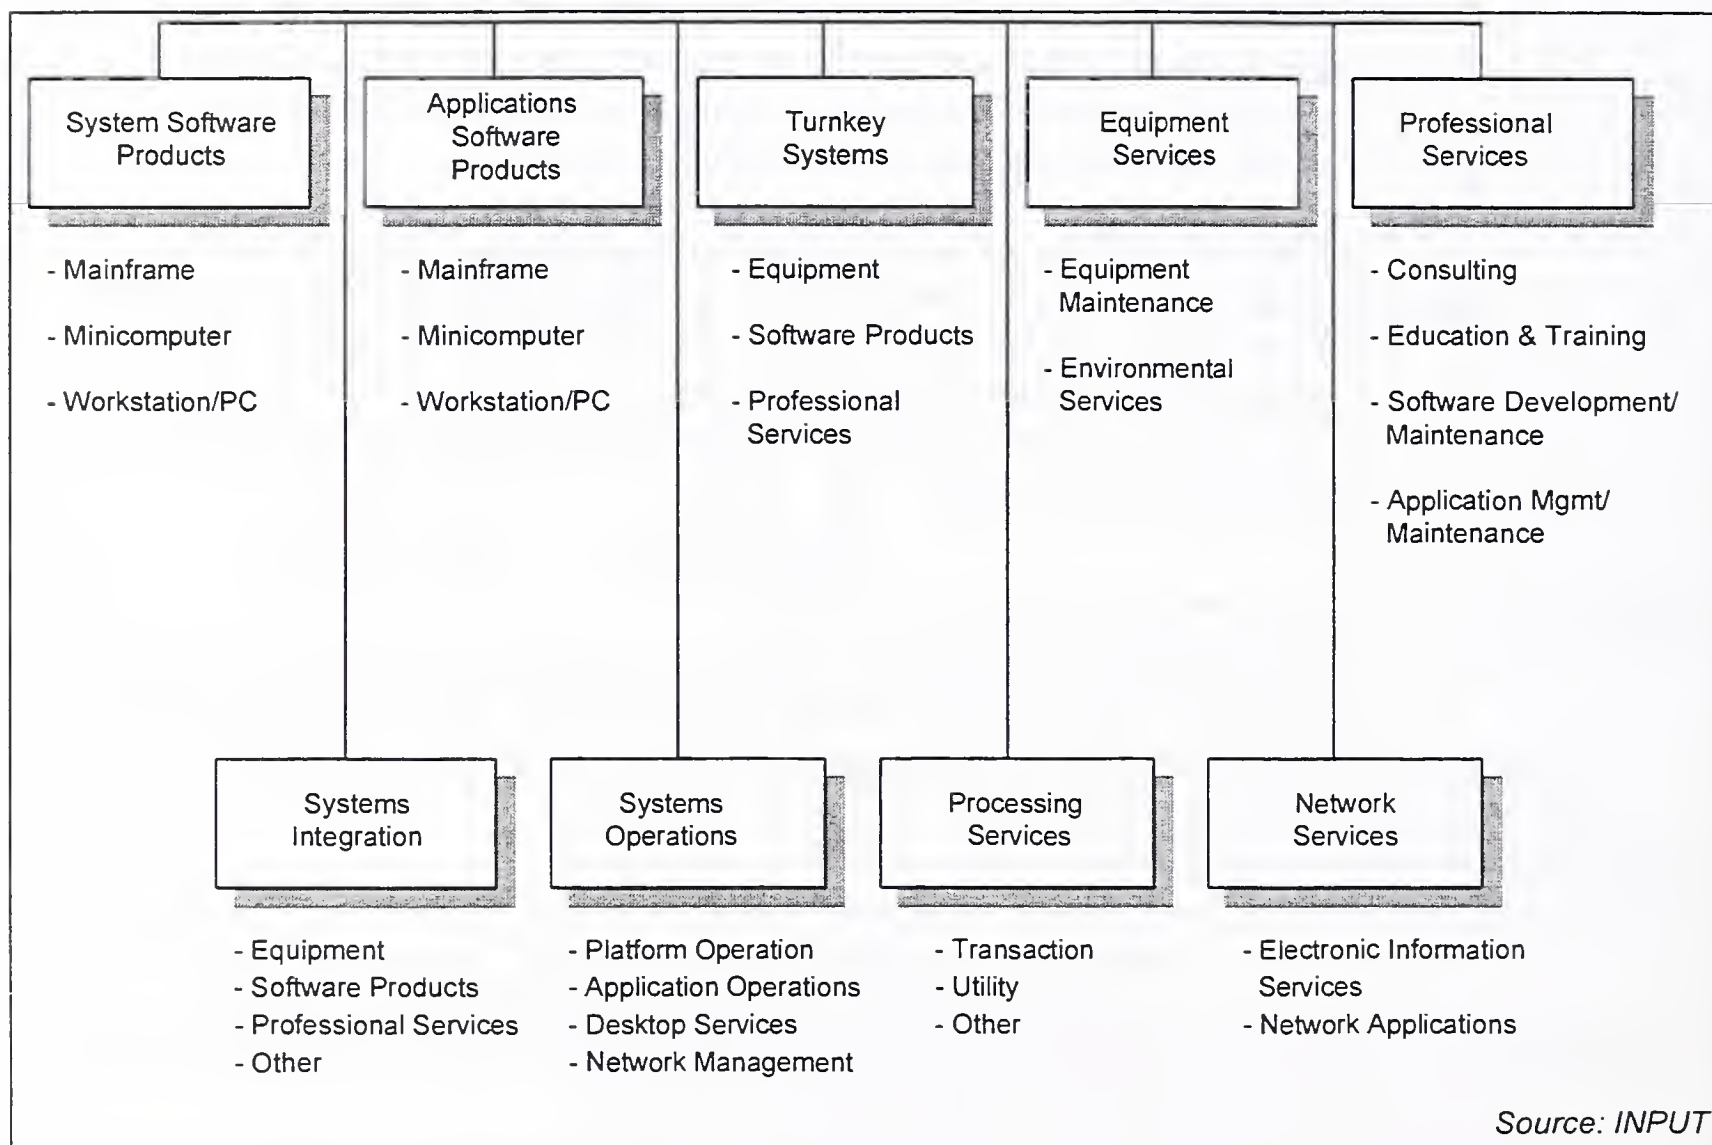 System Software
Products
- Mainframe
- Minicomputer
- Workstation/PC
Applications
Software
Products
- Mainframe
- Minicomputer
- Workstation/PC
Turnkey
Systems
- Equipment
- Software Products
- Professional
Services
Equipment
Services
- Equipment
Maintenance
- Environmental
Services
Professional
Services
- Consulting
- Education & Training
- Software Development/
Maintenance
- Application Mgmt/
Maintenance
Systems
Integration
- Equipment
- Software Products
- Professional Services
- Other
Systems
Operations
- Platform Operation
- Application Operations
- Desktop Services
- Network Management
Processing
Services
- Transaction
- Utility
- Other
Network
Services
- Electronic Information
Services
- Network Applications
Source: INPUT